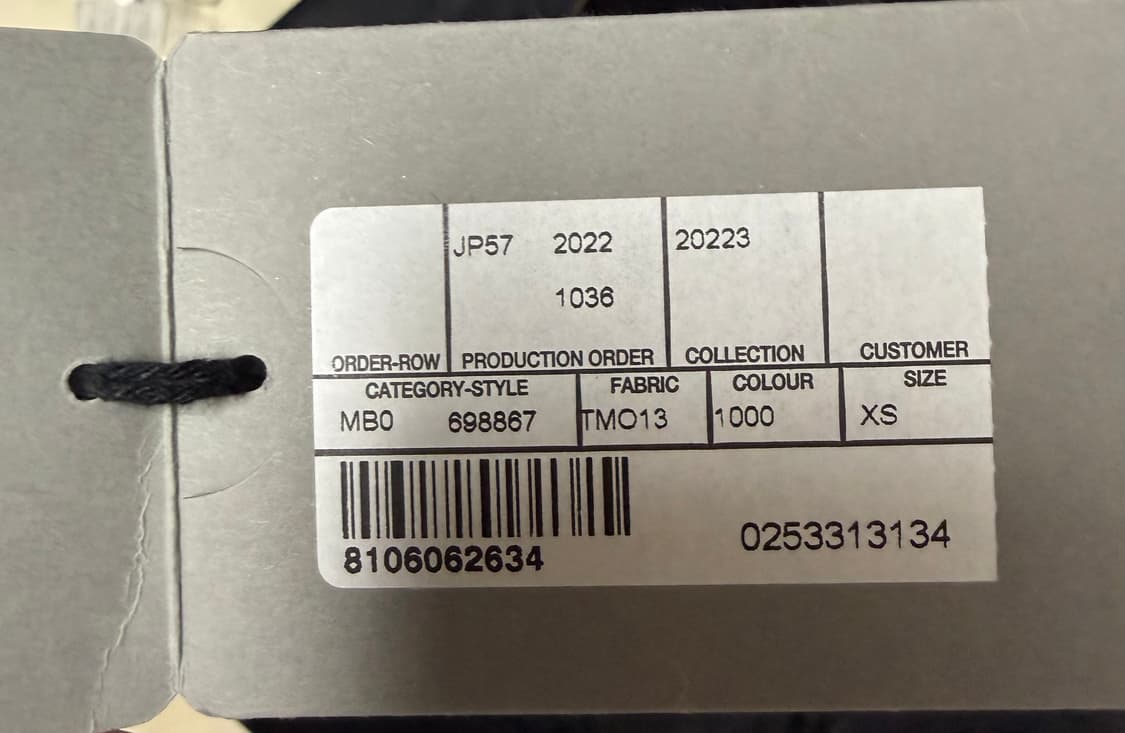 JP57 2022 20223
1036
ORDER-ROW PRODUCTION ORDER COLLECTION CUSTOMER
CATEGORY-STYLE FABRIC COLOUR SIZE
MB0 698867 TMO13 1000 XS
8106062634 0253313134